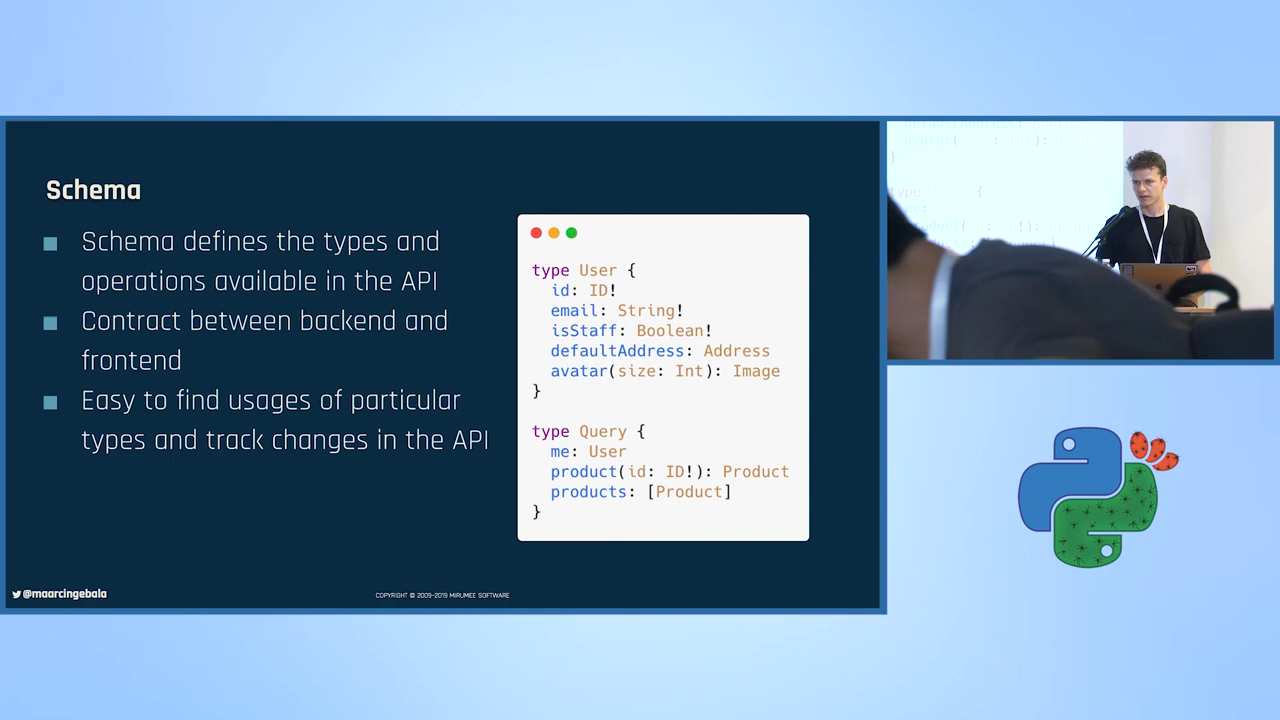 Schema
Schema defines the types and
operations available in the API
Contract between backend and
frontend
Easy to find usages of particular
types and track changes in the API
type User {
id: ID!
email: String!
isStaff: Boolean!
defaultAddress: Address
avatar(size: Int): Image
}
type Query {
me: User
product(id: ID!): Product
products: [Product]
}
@maarcingebala
COPYRIGHT © 2009-2019 MIRUMEE SOFTWARE